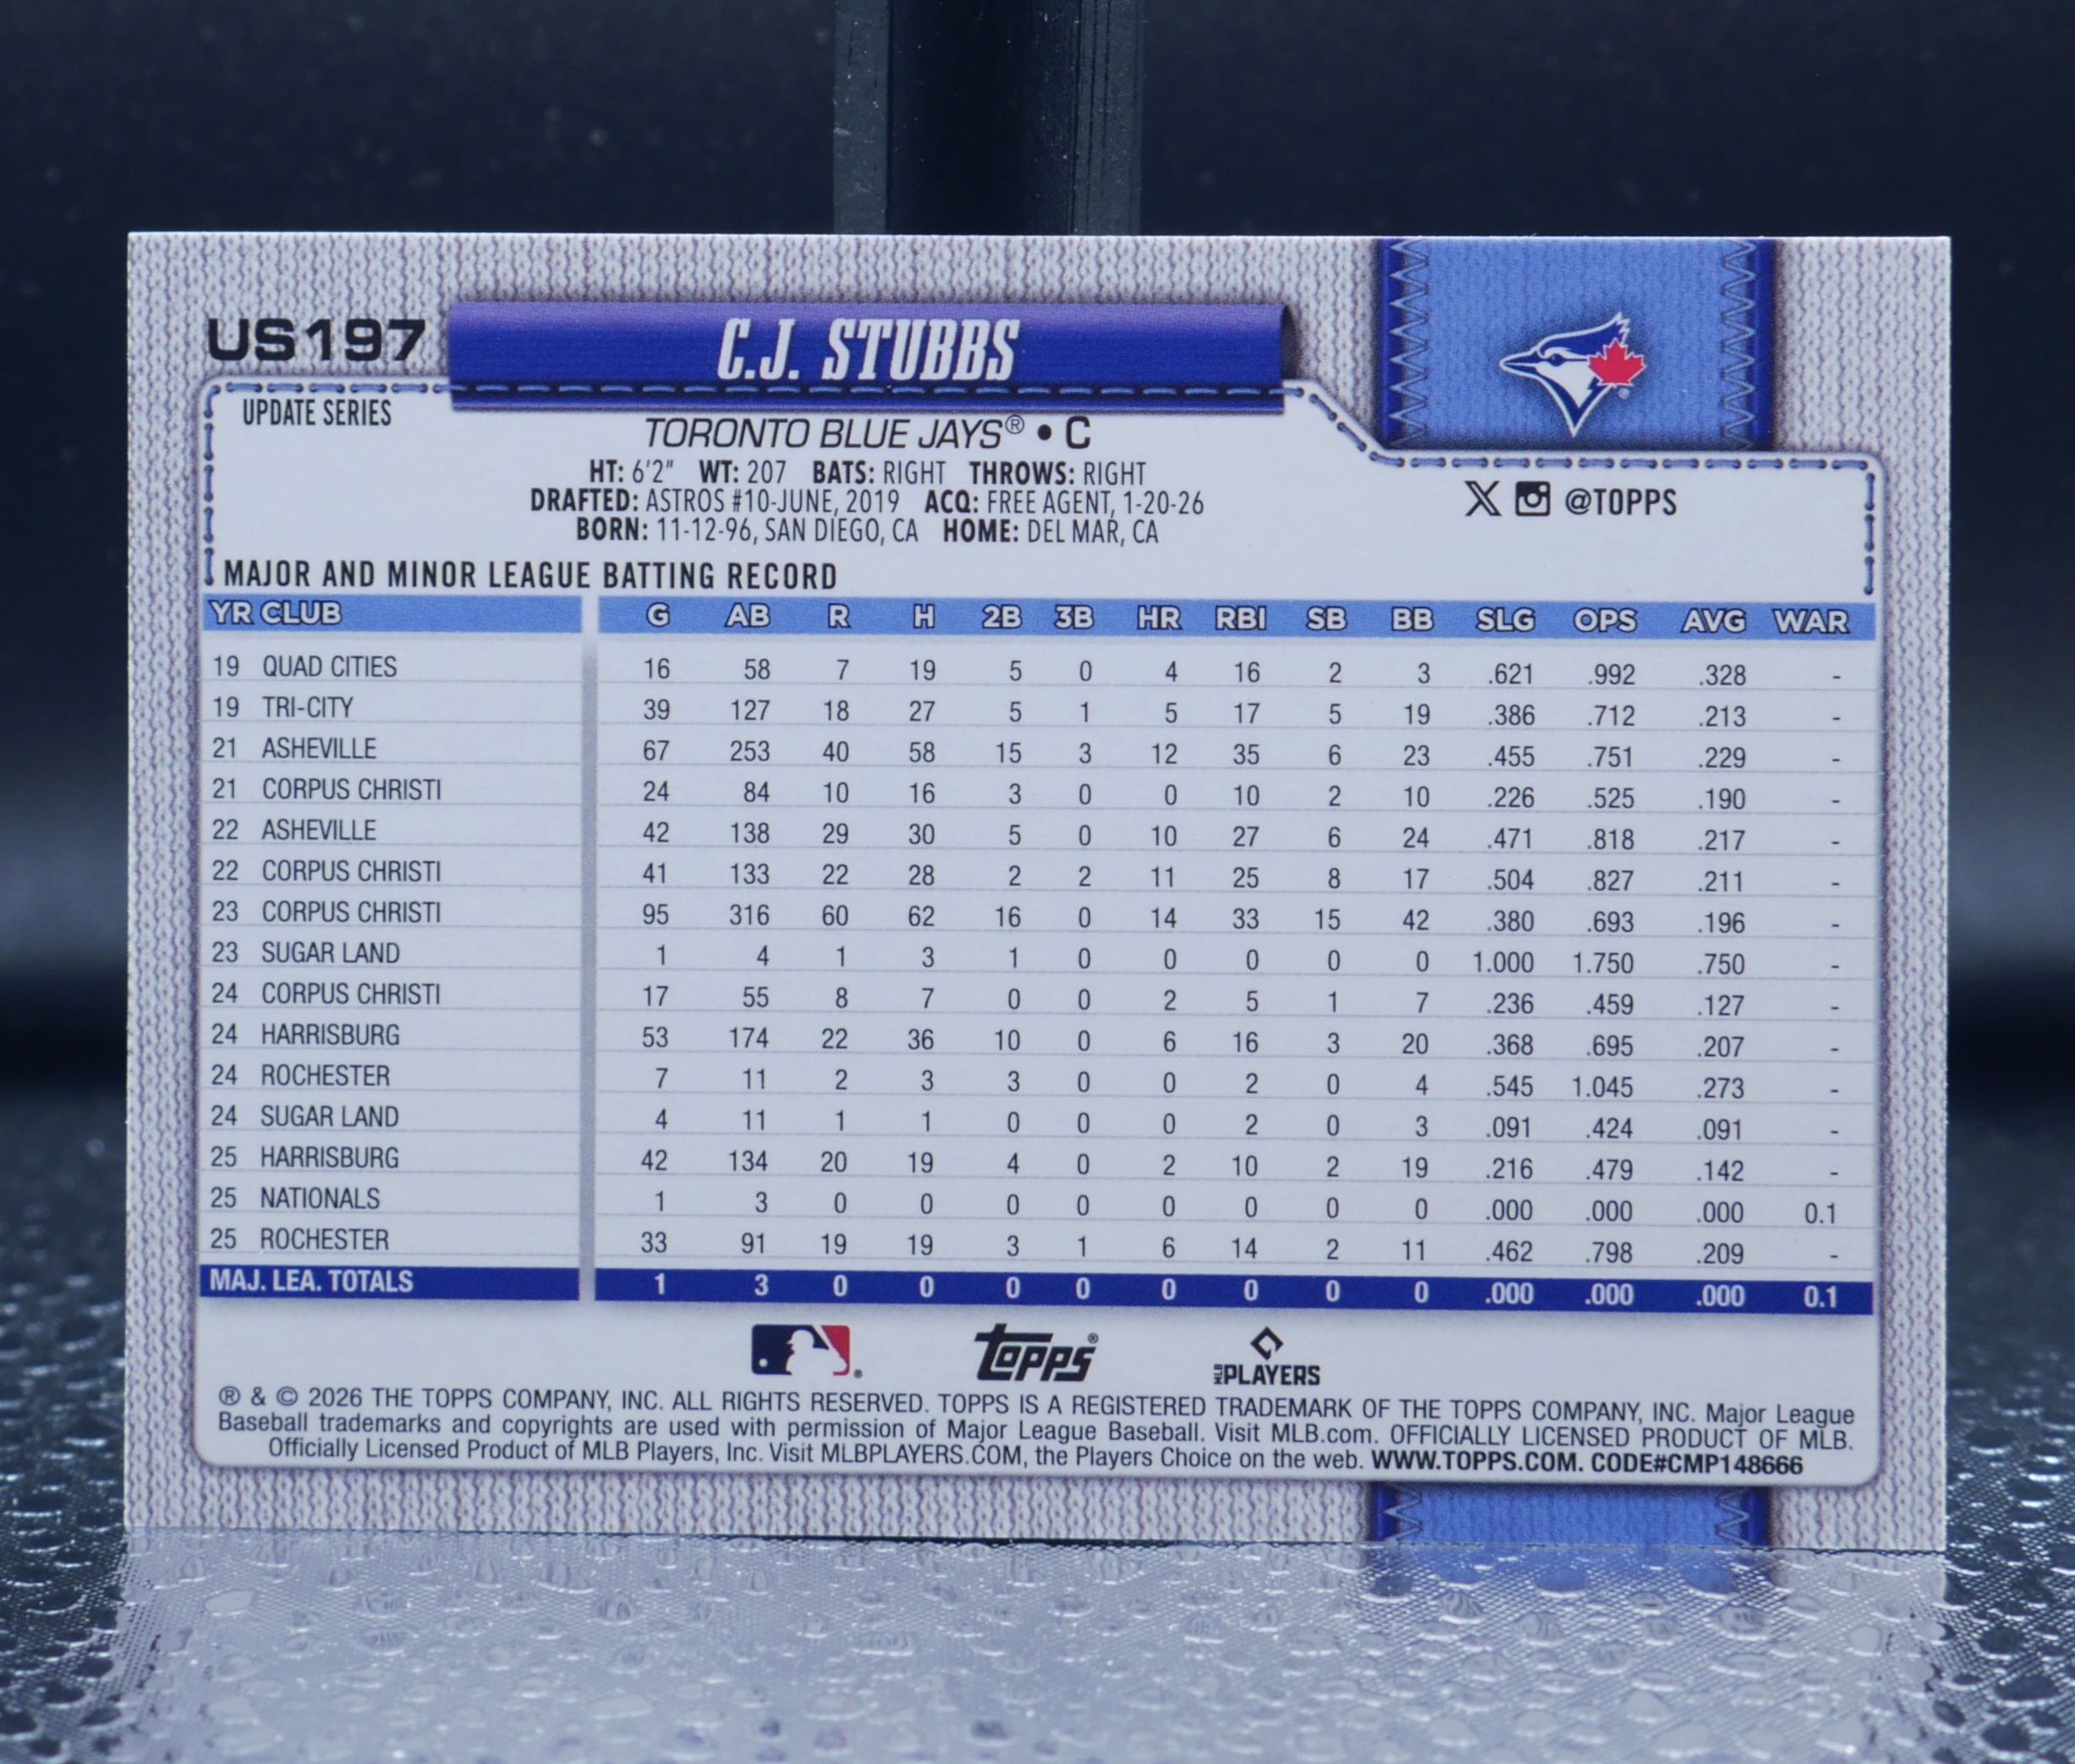 US197
C.J. STUBBS
UPDATE SERIES
TORONTO BLUE JAYS® • C
HT: 6'2" WT: 207 BATS: RIGHT THROWS: RIGHT
DRAFTED: ASTROS #10-JUNE, 2019 ACQ: FREE AGENT, 1-20-26
BORN: 11-12-96, SAN DIEGO, CA HOME: DEL MAR, CA
@TOPPS
MAJOR AND MINOR LEAGUE BATTING RECORD
YR CLUB G AB R H 2B 3B HR RBI SB BB SLG OPS AVG WAR
19 QUAD CITIES 16 58 7 19 5 0 4 16 2 3 .621 .992 .328 -
19 TRI-CITY 39 127 18 27 5 1 5 17 5 19 .386 .712 .213 -
21 ASHEVILLE 67 253 40 58 15 3 12 35 6 23 .455 .751 .229 -
21 CORPUS CHRISTI 24 84 10 16 3 0 0 10 2 10 .226 .525 .190 -
22 ASHEVILLE 42 138 29 30 5 0 10 27 6 24 .471 .818 .217 -
22 CORPUS CHRISTI 41 133 22 28 2 2 11 25 8 17 .504 .827 .211 -
23 CORPUS CHRISTI 95 316 60 62 16 0 14 33 15 42 .380 .693 .196 -
23 SUGAR LAND 1 4 1 3 1 0 0 0 0 0 1.000 1.750 .750 -
24 CORPUS CHRISTI 17 55 8 7 0 0 2 5 1 7 .236 .459 .127 -
24 HARRISBURG 53 174 22 36 10 0 6 16 3 20 .368 .695 .207 -
24 ROCHESTER 7 11 2 3 3 0 0 2 0 4 .545 1.045 .273 -
24 SUGAR LAND 4 11 1 1 0 0 0 2 0 3 .091 .424 .091 -
25 HARRISBURG 42 134 20 19 4 0 2 10 2 19 .216 .479 .142 -
25 NATIONALS 1 3 0 0 0 0 0 0 0 0 .000 .000 .000 0.1
25 ROCHESTER 33 91 19 19 3 1 6 14 2 11 .462 .798 .209 -
MAJ. LEA. TOTALS 1 3 0 0 0 0 0 0 0 0 .000 .000 .000 0.1
topps® MLB PLAYERS
® & © 2026 THE TOPPS COMPANY, INC. ALL RIGHTS RESERVED. TOPPS IS A REGISTERED TRADEMARK OF THE TOPPS COMPANY, INC. Major League
Baseball trademarks and copyrights are used with permission of Major League Baseball. Visit MLB.com. OFFICIALLY LICENSED PRODUCT OF MLB.
Officially Licensed Product of MLB Players, Inc. Visit MLBPLAYERS.COM, the Players Choice on the web. WWW.TOPPS.COM. CODE#CMP148666